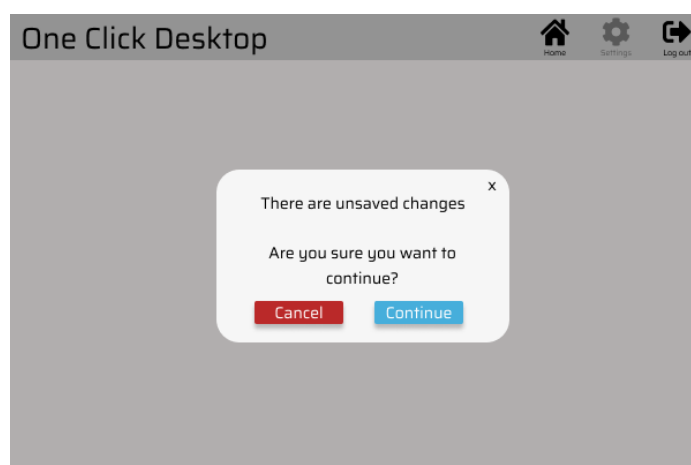 One Click Desktop
Home
Settings
Log out
x
There are unsaved changes
Are you sure you want to
continue?
Cancel
Continue